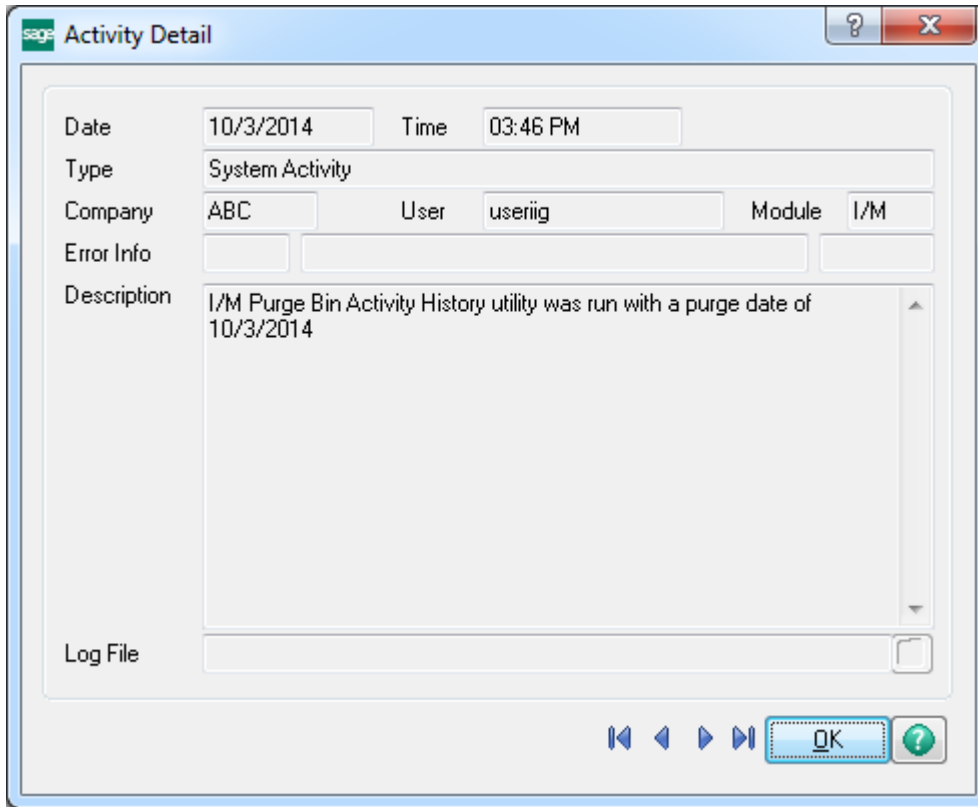 sage Activity Detail
Date 10/3/2014 Time 03:46 PM
Type System Activity
Company ABC User useriig Module I/M
Error Info
Description I/M Purge Bin Activity History utility was run with a purge date of
10/3/2014
Log File
OK